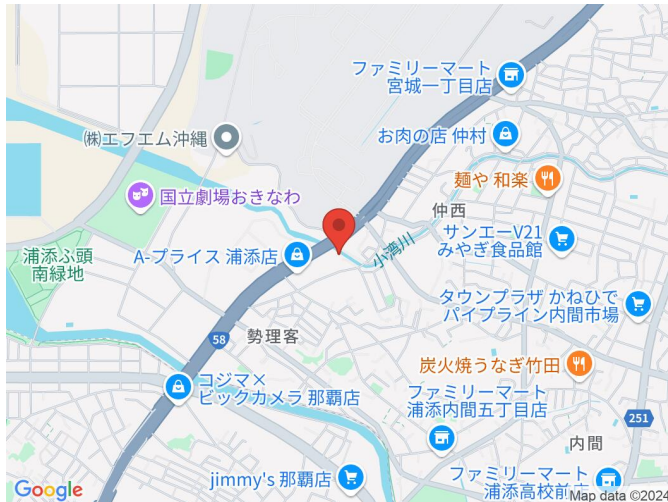 ファミリーマート
宮城一丁目店
お肉の店 仲村
㈱エフエム沖縄
麺や 和楽
国立劇場おきなわ
仲西
サンエーV21
みやぎ食品館
A-プライス 浦添店
小湾川
浦添ふ頭
南緑地
タウンプラザ かねひで
パイプライン内間市場
58
勢理客
炭火焼うなぎ竹田
コジマ×
ビックカメラ 那覇店
ファミリーマート
浦添内間五丁目店
251
内間
jimmy's 那覇店
ファミリーマート
浦添高校前店
Google
Map data ©202